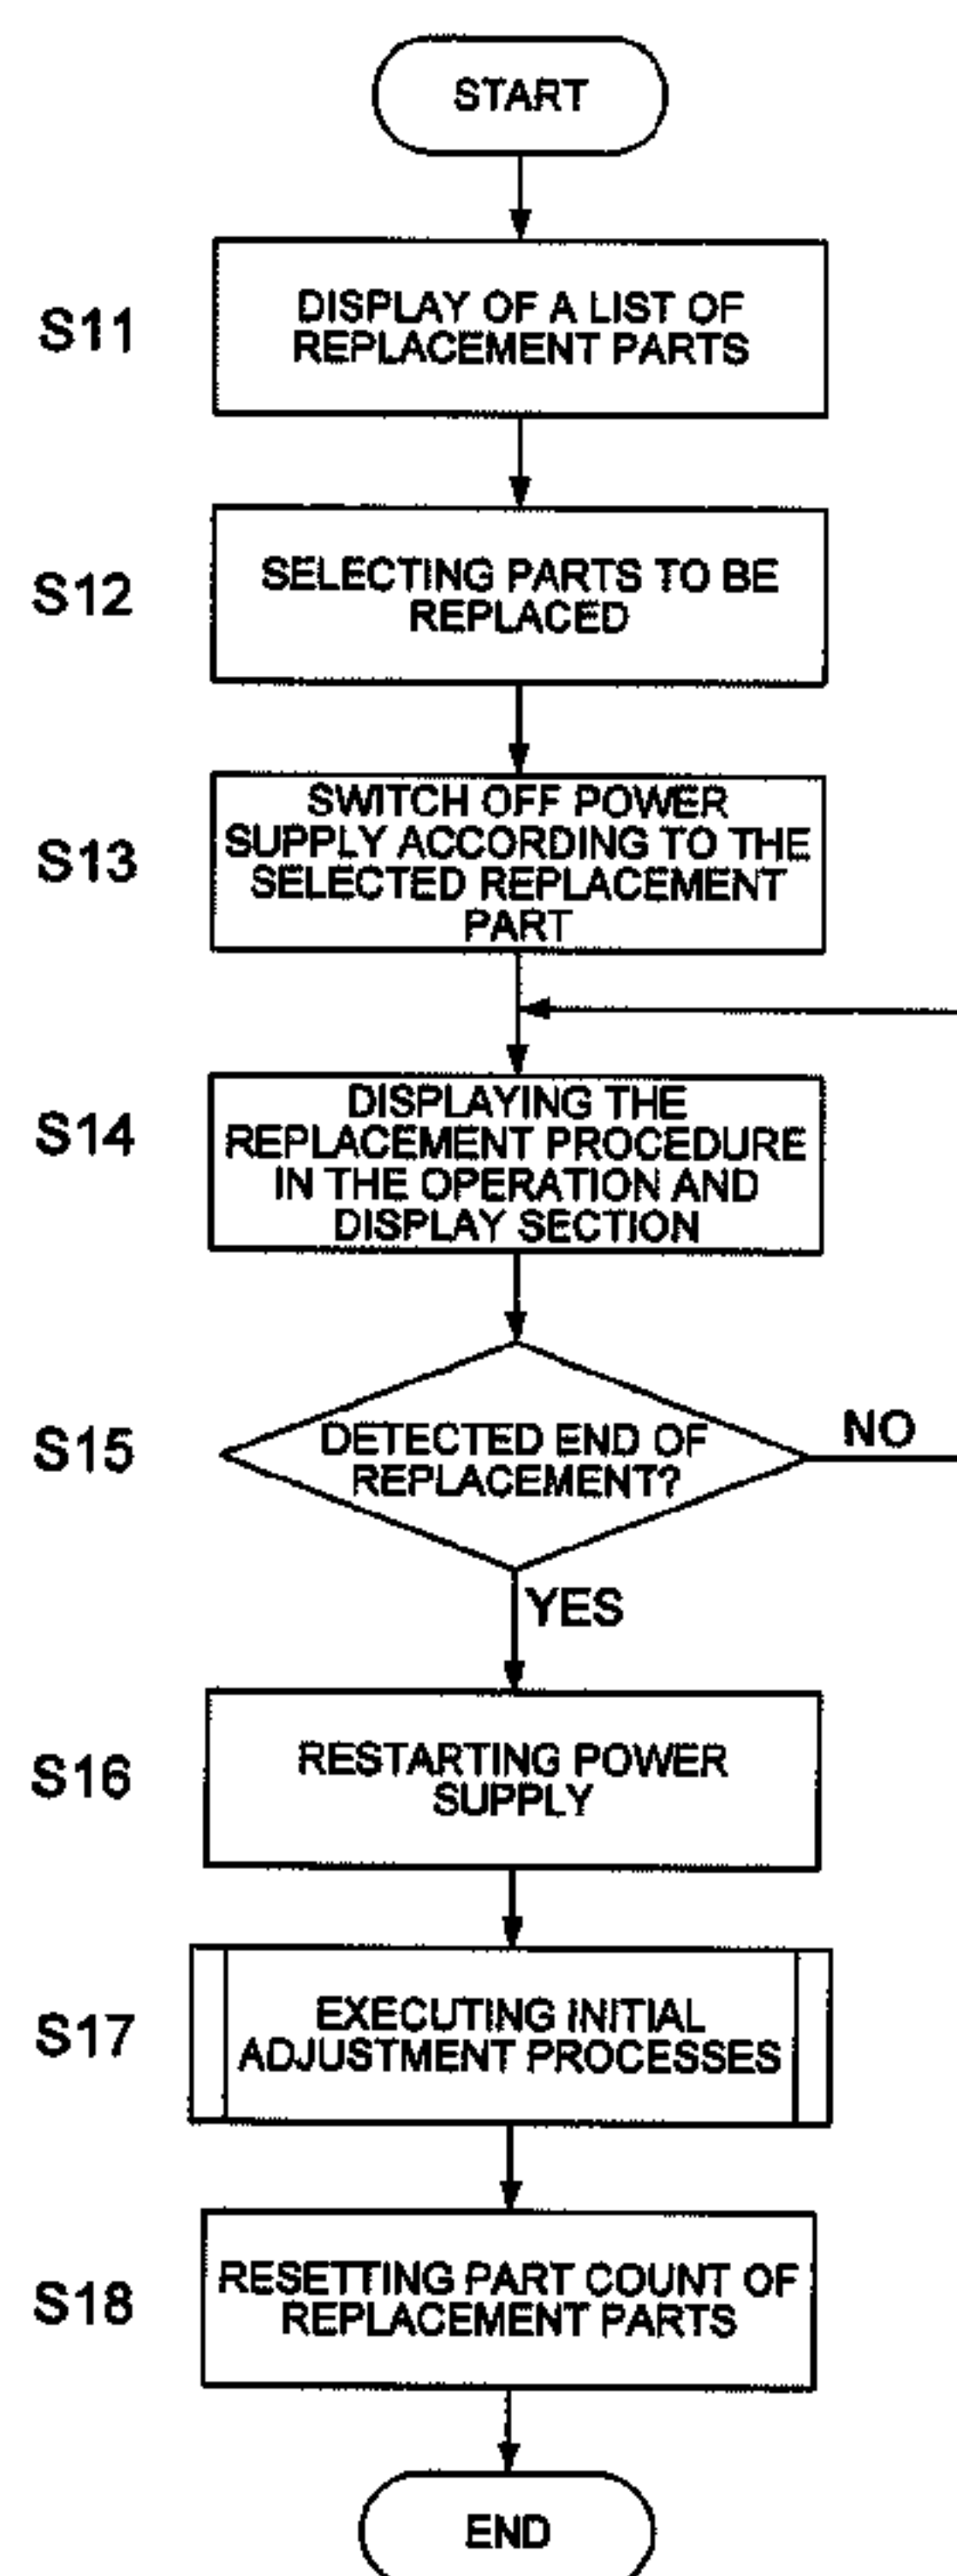 START
S11
DISPLAY OF A LIST OF
REPLACEMENT PARTS
S12
SELECTING PARTS TO BE
REPLACED
S13
SWITCH OFF POWER
SUPPLY ACCORDING TO THE
SELECTED REPLACEMENT
PART
S14
DISPLAYING THE
REPLACEMENT PROCEDURE
IN THE OPERATION AND
DISPLAY SECTION
S15
DETECTED END OF
REPLACEMENT?
NO
YES
S16
RESTARTING POWER
SUPPLY
S17
EXECUTING INITIAL
ADJUSTMENT PROCESSES
S18
RESETTING PART COUNT OF
REPLACEMENT PARTS
END